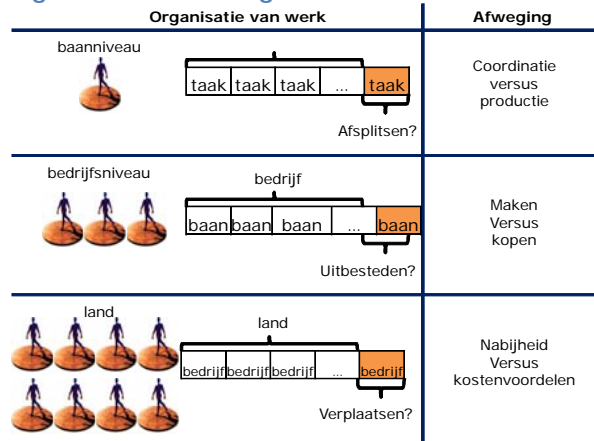 Organisatie van werk
Afweging
baanniveau
taak taak taak ... taak
Afsplitsen?
Coordinatie
versus
productie
bedrijfsniveau
bedrijf
baan baan baan ... baan
Uitbesteden?
Maken
Versus
kopen
land
land
bedrijf bedrijf bedrijf ... bedrijf
Verplaatsen?
Nabijheid
Versus
kostenvoordelen